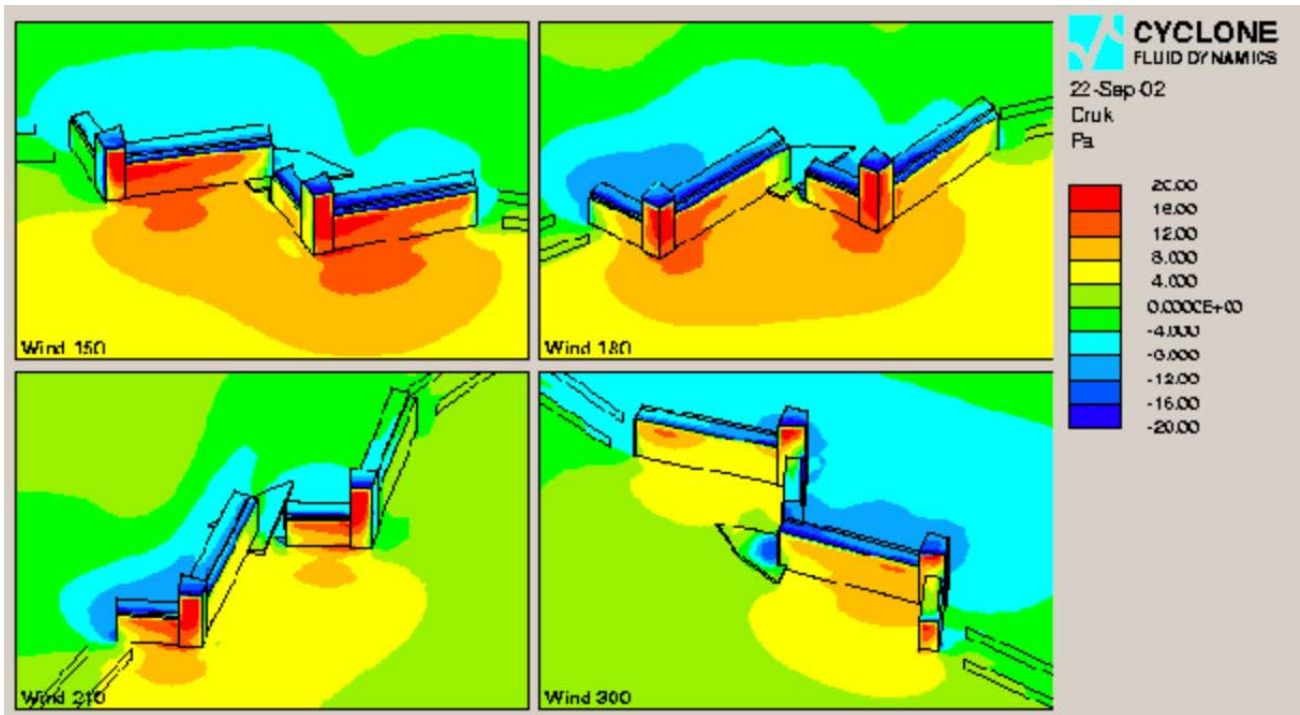 CYCLONE
FLUID DYNAMICS
22-Sep-02
Druk
Pa
20.00
16.00
12.00
8.000
4.000
0.0000E+00
-4.000
-8.000
-12.00
-16.00
-20.00
Wind 150
Wind 180
Wind 210
Wind 300